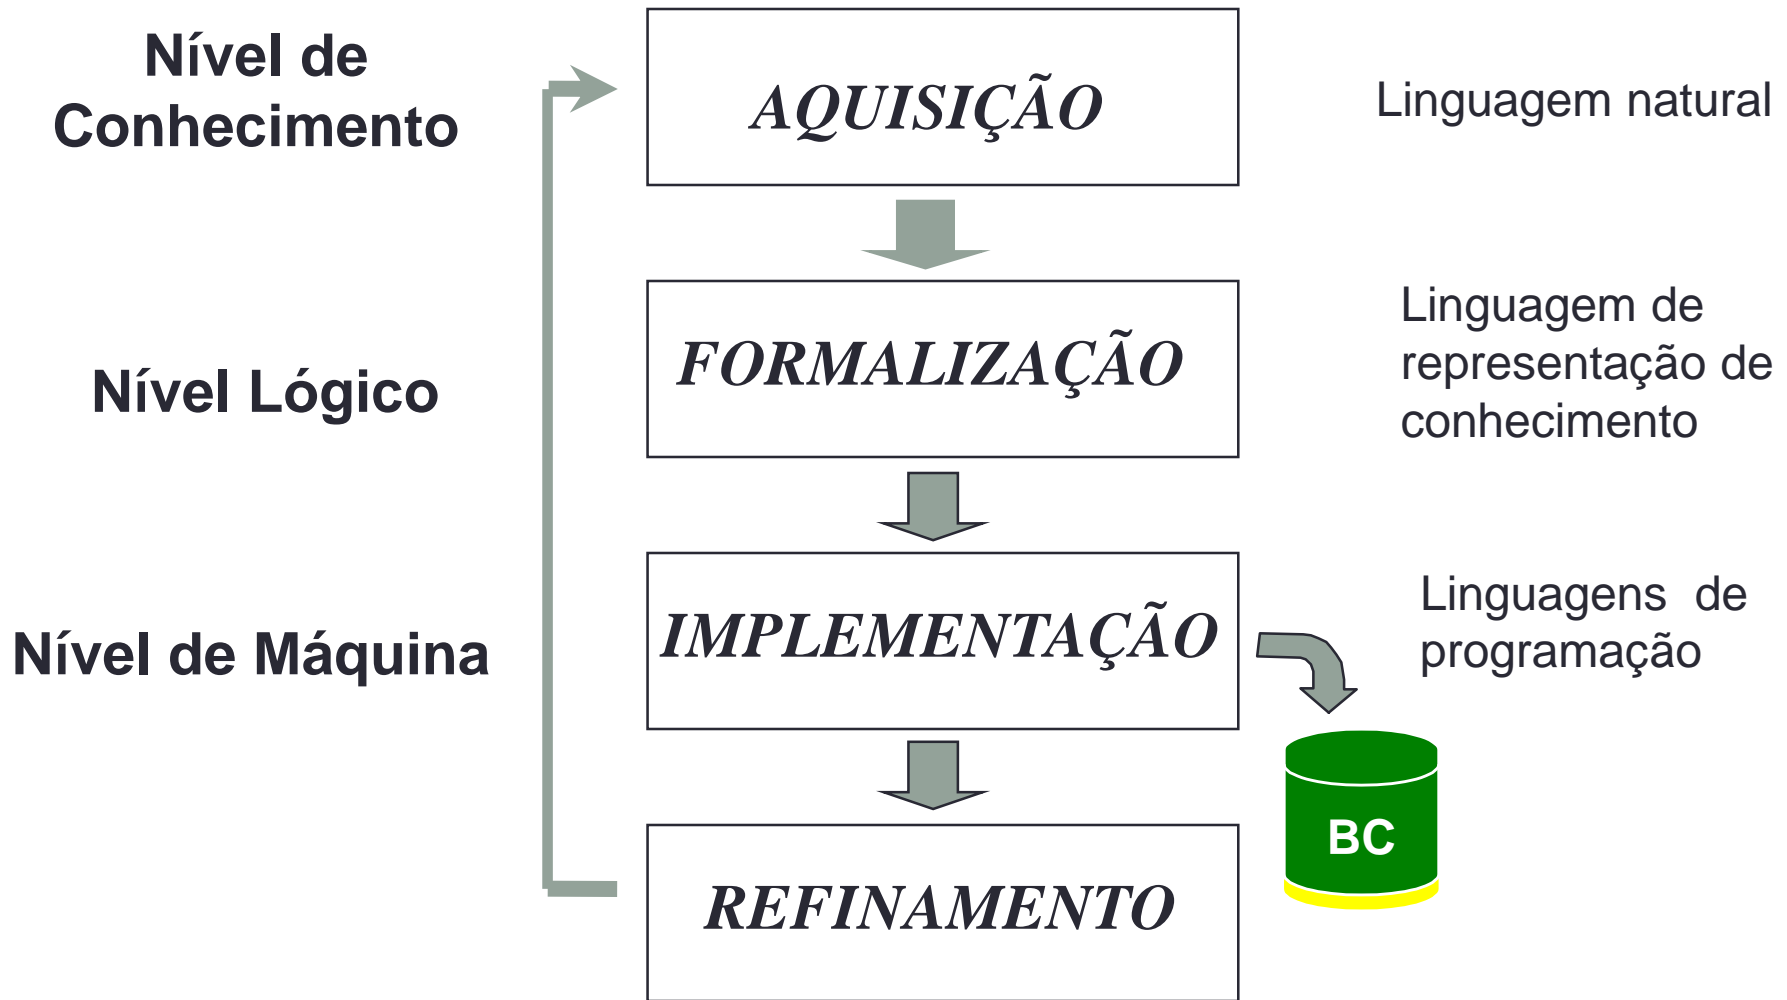 Nível de
Conhecimento
AQUISIÇÃO
Linguagem natural
Nível Lógico
FORMALIZAÇÃO
Linguagem de
representação de
conhecimento
Nível de Máquina
IMPLEMENTAÇÃO
Linguagens de
programação
BC
REFINAMENTO